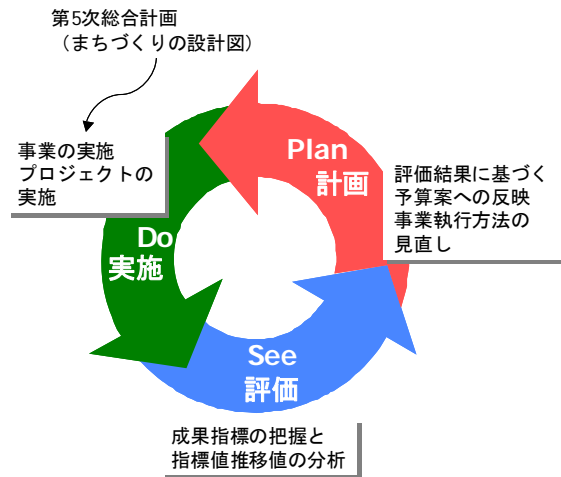 第5次総合計画
（まちづくりの設計図）
事業の実施
プロジェクトの
実施
Plan
計画
評価結果に基づく
予算案への反映
事業執行方法の
見直し
Do
実施
See
評価
成果指標の把握と
指標値推移値の分析